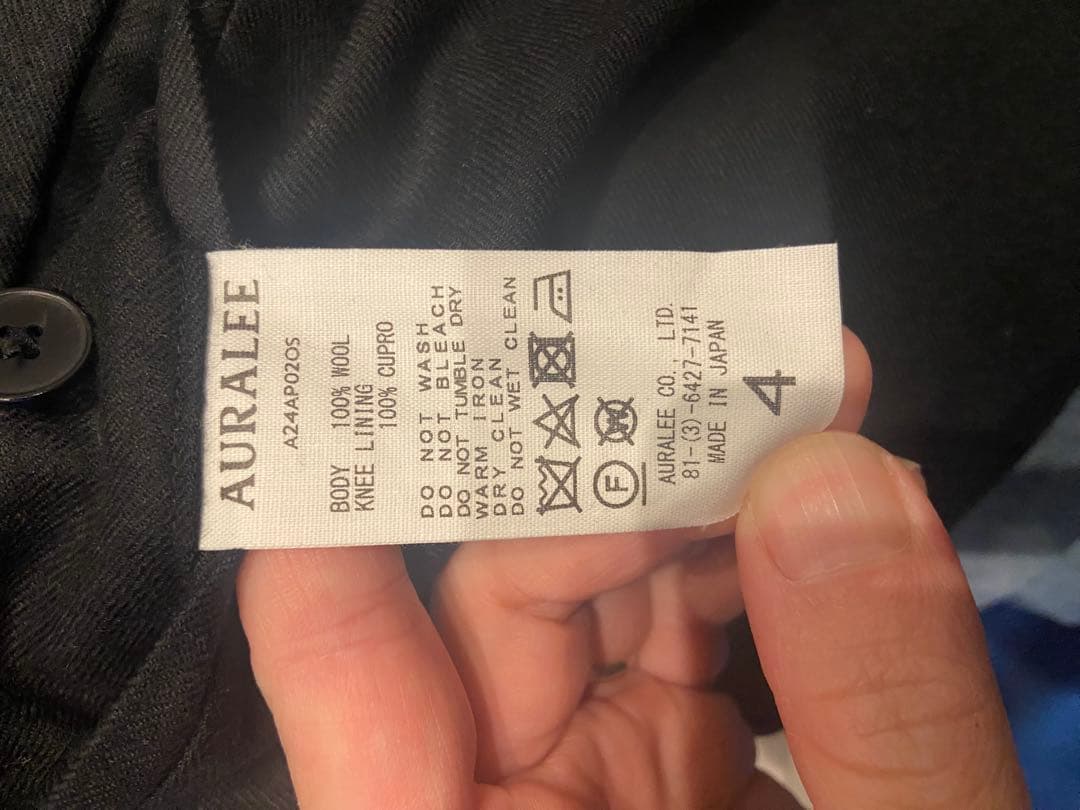 AURALEE
A24AP02OS
BODY 100% WOOL
KNEE LINING
100% CUPRO
DO NOT WASH
DO NOT BLEACH
DO NOT TUMBLE DRY
WARM IRON
DRY CLEAN
DO NOT WET CLEAN
F W
AURALEE CO., LTD.
81-(3)-6427-7141
MADE IN JAPAN
4